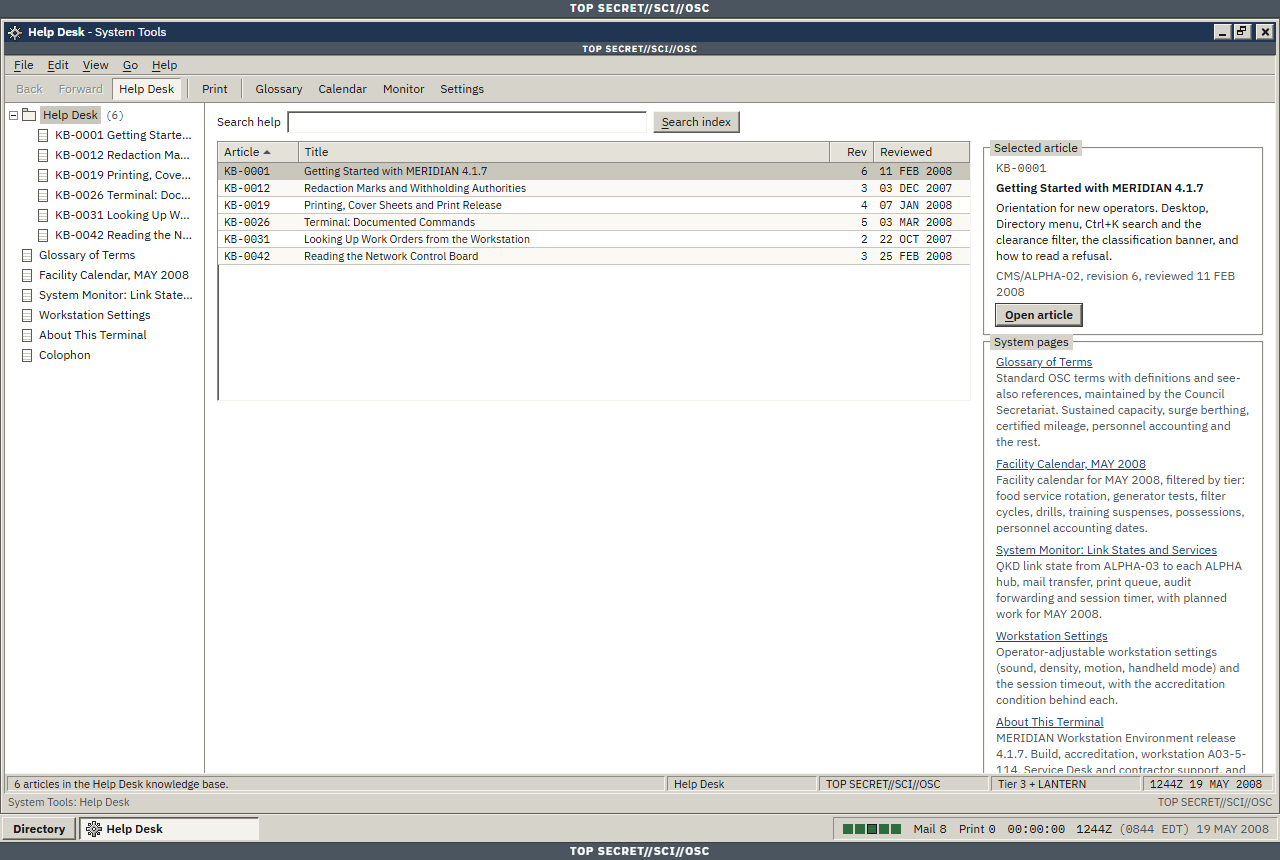 TOP SECRET//SCI//OSC
Help Desk - System Tools
TOP SECRET//SCI//OSC
File Edit View Go Help
Back Forward Help Desk Print Glossary Calendar Monitor Settings
Help Desk (6)
KB-0001 Getting Starte...
KB-0012 Redaction Ma...
KB-0019 Printing, Cove...
KB-0026 Terminal: Doc...
KB-0031 Looking Up W...
KB-0042 Reading the N...
Glossary of Terms
Facility Calendar, MAY 2008
System Monitor: Link State...
Workstation Settings
About This Terminal
Colophon
Search help Search index
Article Title Rev Reviewed
KB-0001 Getting Started with MERIDIAN 4.1.7 6 11 FEB 2008
KB-0012 Redaction Marks and Withholding Authorities 3 03 DEC 2007
KB-0019 Printing, Cover Sheets and Print Release 4 07 JAN 2008
KB-0026 Terminal: Documented Commands 5 03 MAR 2008
KB-0031 Looking Up Work Orders from the Workstation 2 22 OCT 2007
KB-0042 Reading the Network Control Board 3 25 FEB 2008
Selected article
KB-0001
Getting Started with MERIDIAN 4.1.7
Orientation for new operators. Desktop,
Directory menu, Ctrl+K search and the
clearance filter, the classification banner, and
how to read a refusal.
CMS/ALPHA-02, revision 6, reviewed 11 FEB
2008
Open article
System pages
Glossary of Terms
Standard OSC terms with definitions and see-
also references, maintained by the Council
Secretariat. Sustained capacity, surge berthing,
certified mileage, personnel accounting and
the rest.
Facility Calendar, MAY 2008
Facility calendar for MAY 2008, filtered by tier:
food service rotation, generator tests, filter
cycles, drills, training suspenses, possessions,
personnel accounting dates.
System Monitor: Link States and Services
QKD link state from ALPHA-03 to each ALPHA
hub, mail transfer, print queue, audit
forwarding and session timer, with planned
work for MAY 2008.
Workstation Settings
Operator-adjustable workstation settings
(sound, density, motion, handheld mode) and
the session timeout, with the accreditation
condition behind each.
About This Terminal
MERIDIAN Workstation Environment release
4.1.7. Build, accreditation, workstation A03-5-
114, Service Desk and contractor support, and
6 articles in the Help Desk knowledge base. Help Desk TOP SECRET//SCI//OSC Tier 3 + LANTERN 1244Z 19 MAY 2008
System Tools: Help Desk TOP SECRET//SCI//OSC
Directory Help Desk Mail 8 Print 0 00:00:00 1244Z (0844 EDT) 19 MAY 2008
TOP SECRET//SCI//OSC